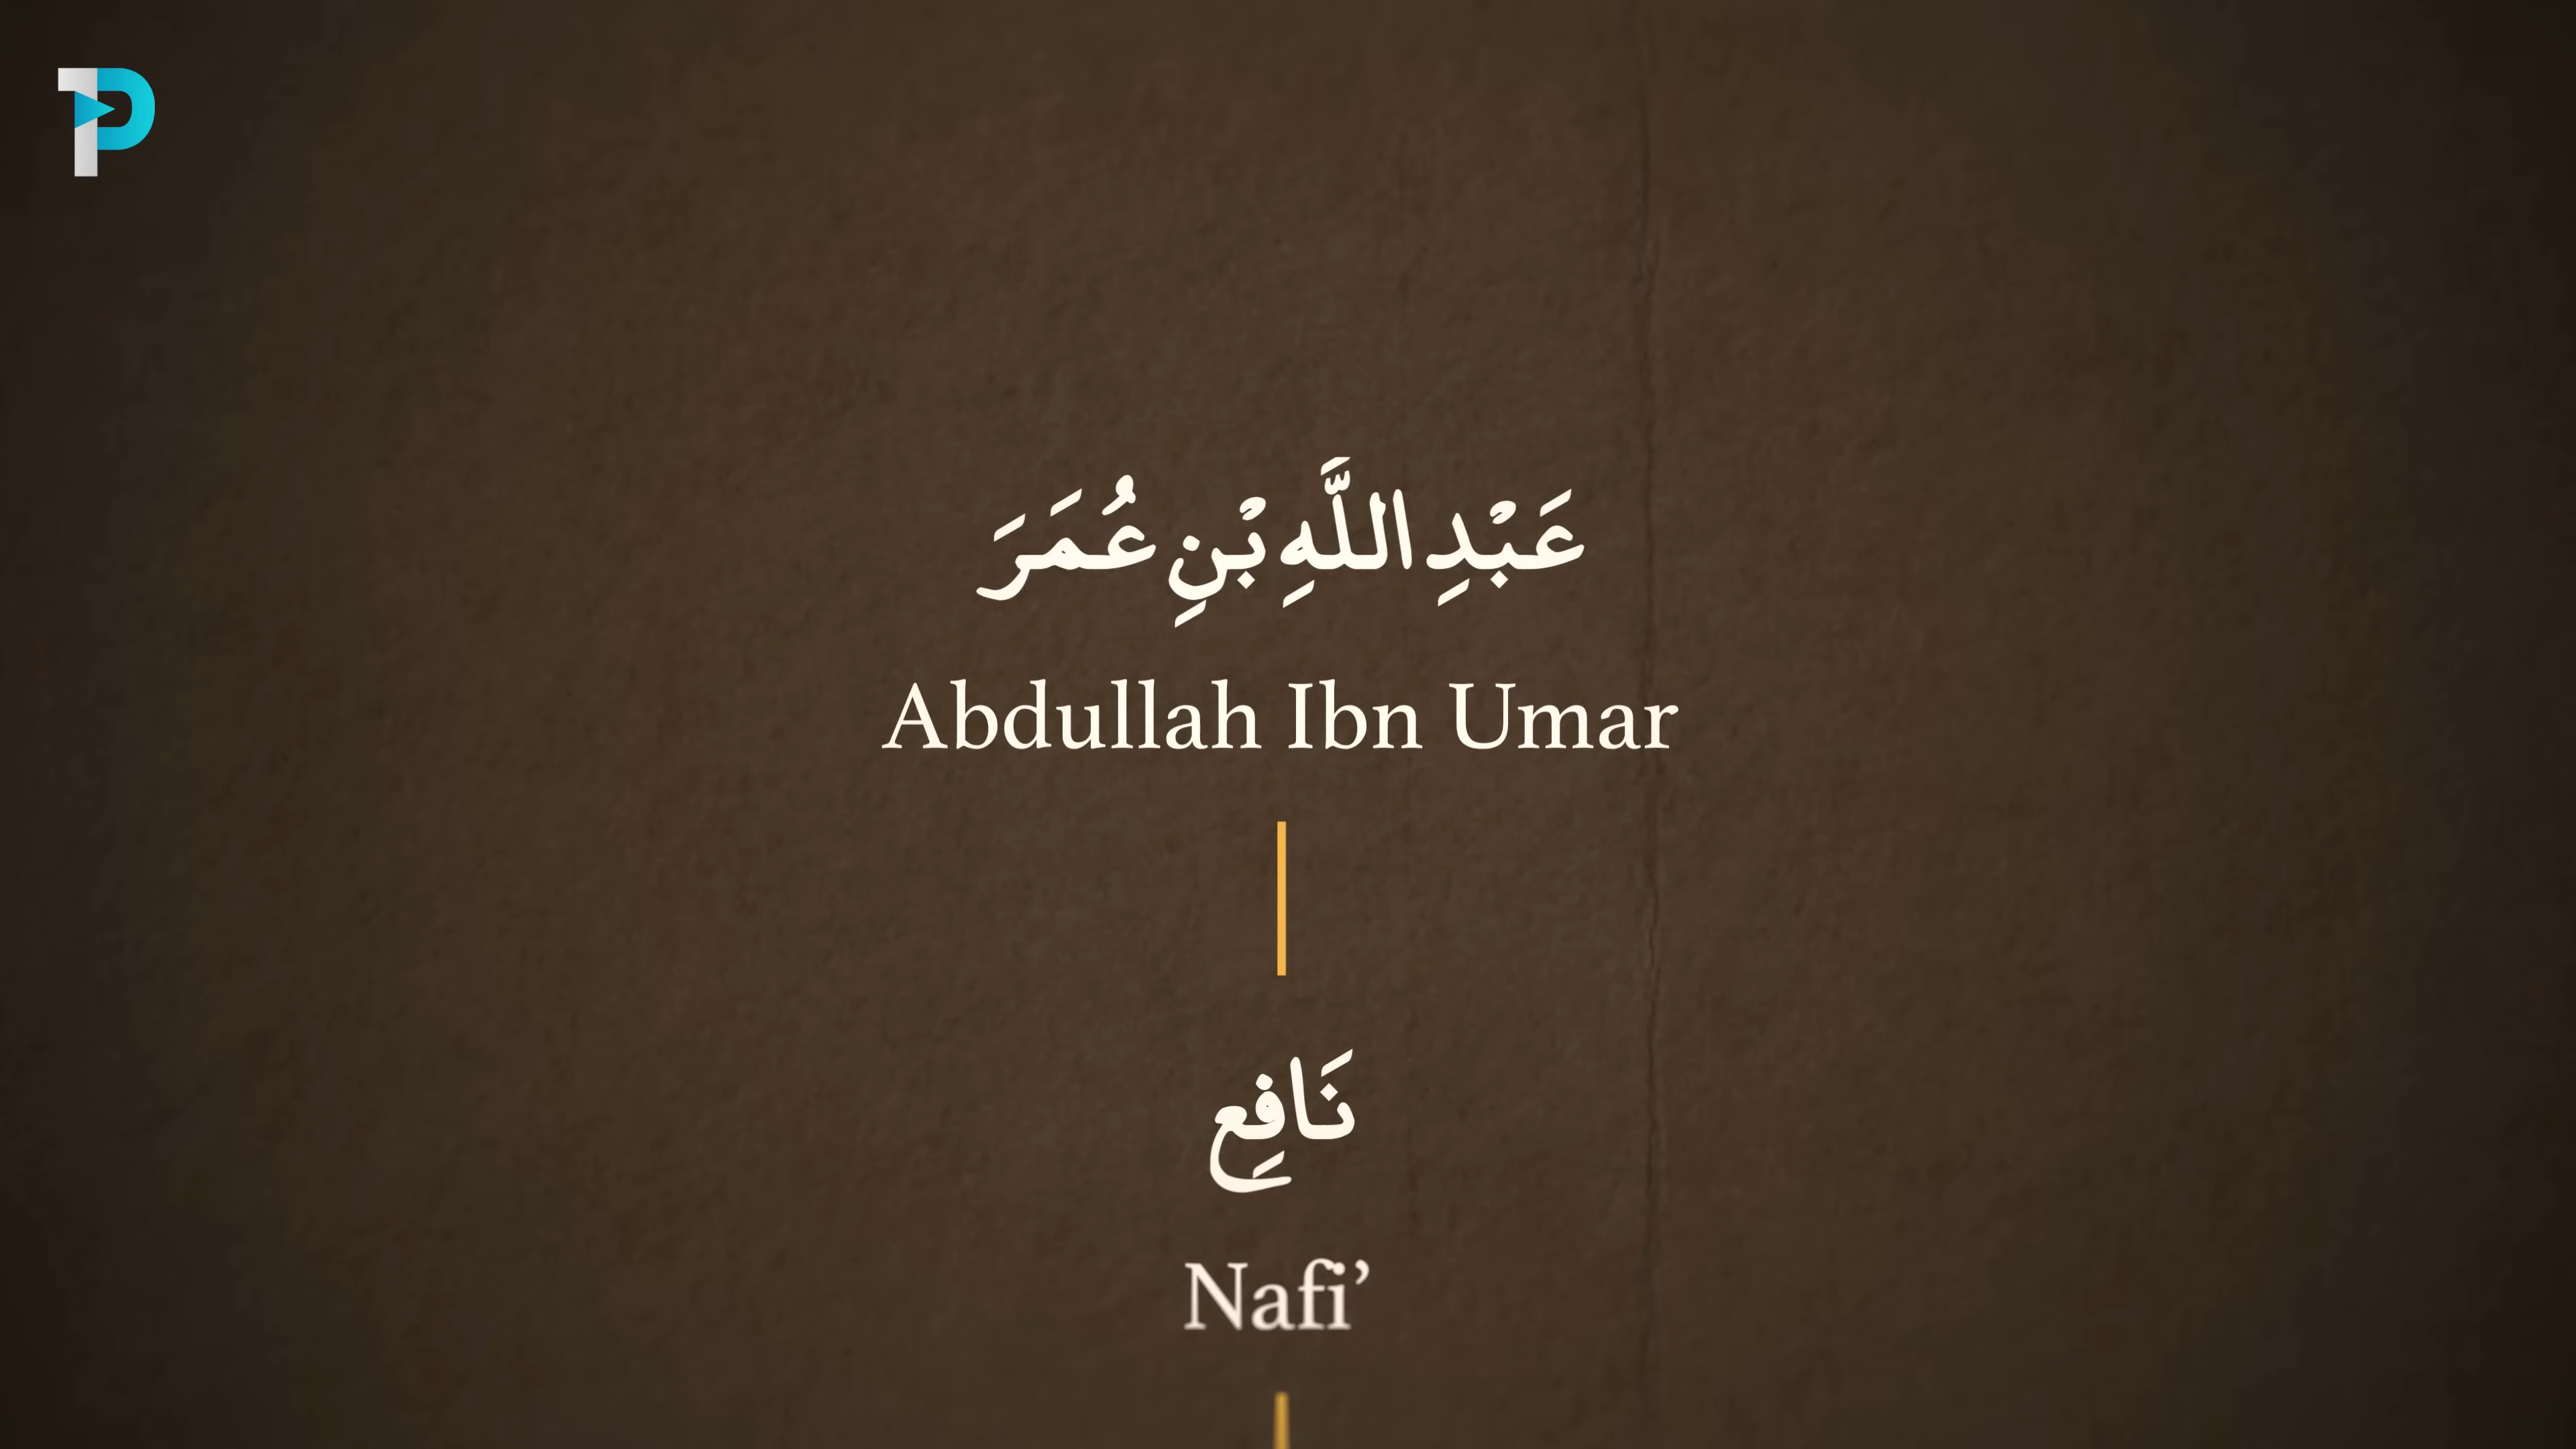 عَبْدِ اللَّهِ بْنِ عُمَرَ
Abdullah Ibn Umar
نَافِع
Nafi’